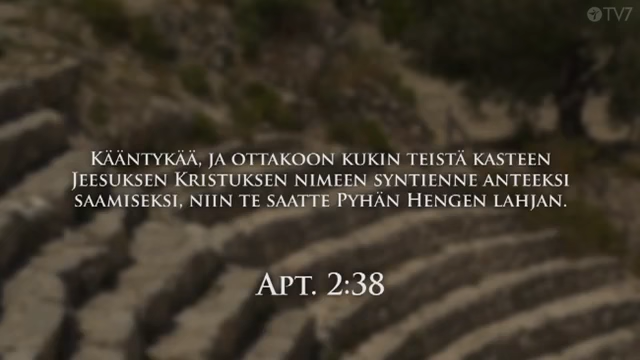 TV7
Kääntykää, ja ottakoon kukin teistä kasteen
Jeesuksen Kristuksen nimeen syntienne anteeksi
saamiseksi, niin te saatte Pyhän Hengen lahjan.
Apt. 2:38